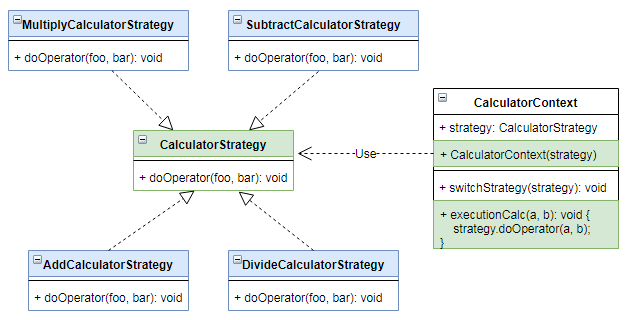 MultiplyCalculatorStrategy
+ doOperator(foo, bar): void
SubtractCalculatorStrategy
+ doOperator(foo, bar): void
CalculatorStrategy
+ doOperator(foo, bar): void
Use
CalculatorContext
+ strategy: CalculatorStrategy
+ CalculatorContext(strategy)
+ switchStrategy(strategy): void
+ executionCalc(a, b): void {
strategy.doOperator(a, b);
}
AddCalculatorStrategy
+ doOperator(foo, bar): void
DivideCalculatorStrategy
+ doOperator(foo, bar): void